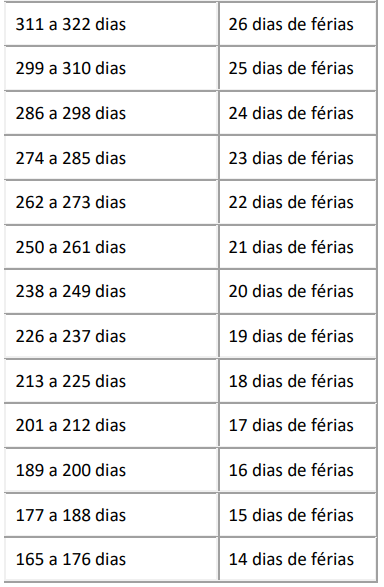 311 a 322 dias 26 dias de férias
299 a 310 dias 25 dias de férias
286 a 298 dias 24 dias de férias
274 a 285 dias 23 dias de férias
262 a 273 dias 22 dias de férias
250 a 261 dias 21 dias de férias
238 a 249 dias 20 dias de férias
226 a 237 dias 19 dias de férias
213 a 225 dias 18 dias de férias
201 a 212 dias 17 dias de férias
189 a 200 dias 16 dias de férias
177 a 188 dias 15 dias de férias
165 a 176 dias 14 dias de férias